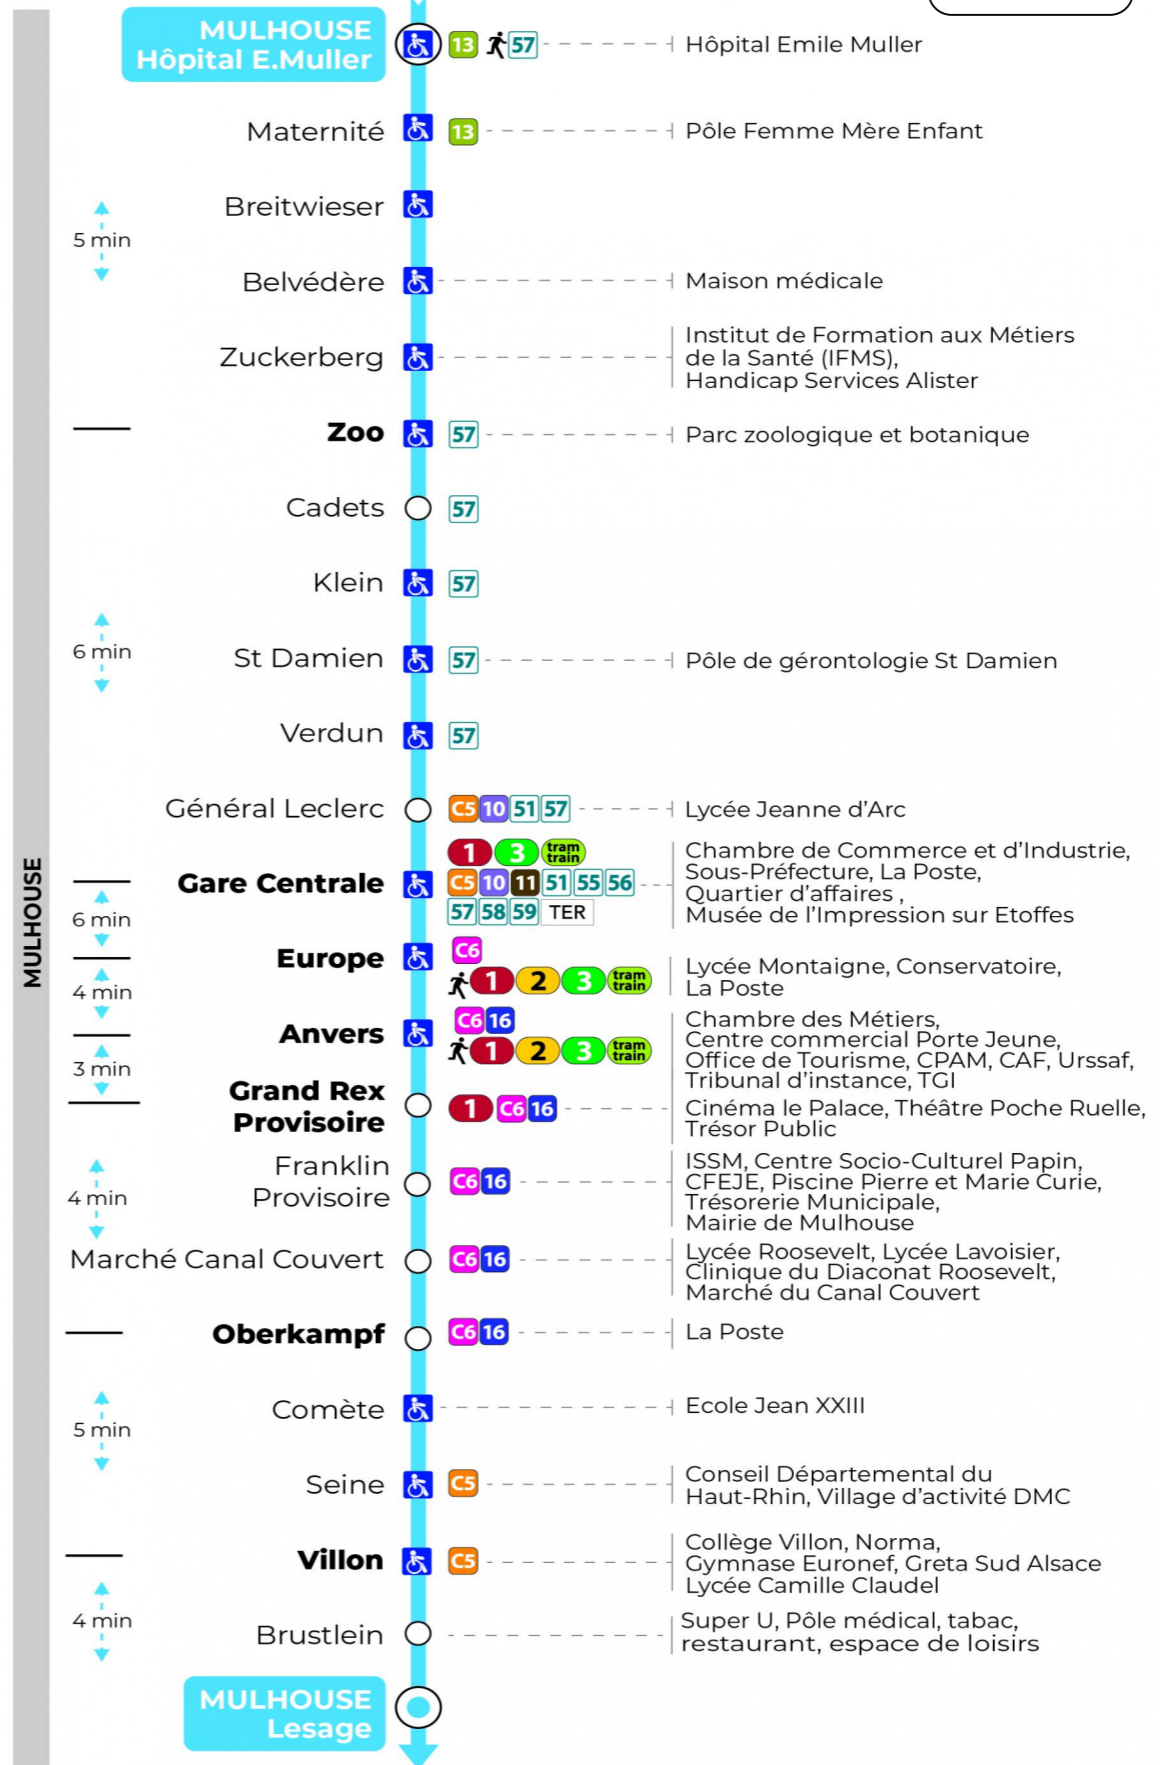 MULHOUSE
Hôpital E.Muller
13 57
Hôpital Emile Muller
Maternité
13
Pôle Femme Mère Enfant
Breitwieser
5 min
Belvédère
Maison médicale
Zuckerberg
Institut de Formation aux Métiers
de la Santé (IFMS),
Handicap Services Alister
Zoo
57
Parc zoologique et botanique
Cadets
57
Klein
57
6 min
St Damien
57
Pôle de gérontologie St Damien
Verdun
57
Général Leclerc
C5 10 51 57
Lycée Jeanne d’Arc
MULHOUSE
Gare Centrale
1 3 tram
train
C5 10 11 51 55 56
57 58 59 TER
Chambre de Commerce et d’Industrie,
Sous-Préfecture, La Poste,
Quartier d’affaires ,
Musée de l’Impression sur Etoffes
6 min
Europe
C6
1 2 3 tram
train
Lycée Montaigne, Conservatoire,
La Poste
4 min
Anvers
C6 16
1 2 3 tram
train
Chambre des Métiers,
Centre commercial Porte Jeune,
Office de Tourisme, CPAM, CAF, Urssaf,
Tribunal d’instance, TGI
3 min
Grand Rex
Provisoire
1 C6 16
Cinéma le Palace, Théâtre Poche Ruelle,
Trésor Public
Franklin
Provisoire
C6 16
ISSM, Centre Socio-Culturel Papin,
CFEJE, Piscine Pierre et Marie Curie,
Trésorerie Municipale,
Mairie de Mulhouse
4 min
Marché Canal Couvert
C6 16
Lycée Roosevelt, Lycée Lavoisier,
Clinique du Diaconat Roosevelt,
Marché du Canal Couvert
Oberkampf
C6 16
La Poste
Comète
Ecole Jean XXIII
5 min
Seine
C5
Conseil Départemental du
Haut-Rhin, Village d’activité DMC
Villon
C5
Collège Villon, Norma,
Gymnase Euronef, Greta Sud Alsace
Lycée Camille Claudel
4 min
Brustlein
Super U, Pôle médical, tabac,
restaurant, espace de loisirs
MULHOUSE
Lesage